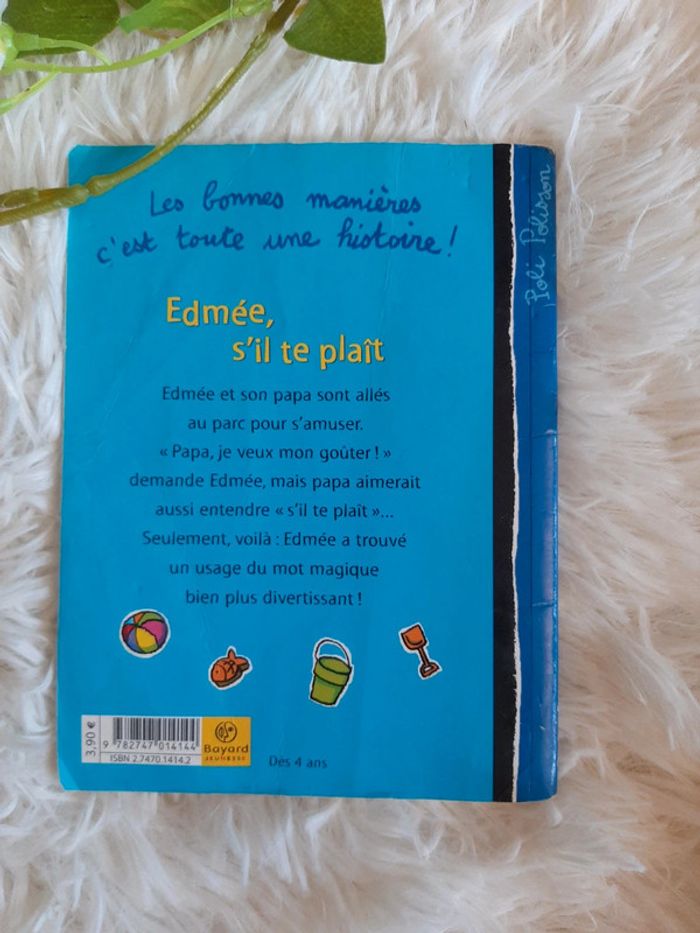 Les bonnes manières
c'est toute une histoire !
Poli Polisson
Edmée,
s'il te plaît
Edmée et son papa sont allés
au parc pour s'amuser.
« Papa, je veux mon goûter ! »
demande Edmée, mais papa aimerait
aussi entendre « s'il te plaît »...
Seulement, voilà : Edmée a trouvé
un usage du mot magique
bien plus divertissant !
3,90 €
9 782747 014144
ISBN 2.7470.1414.2
Bayard
JEUNESSE
Dès 4 ans